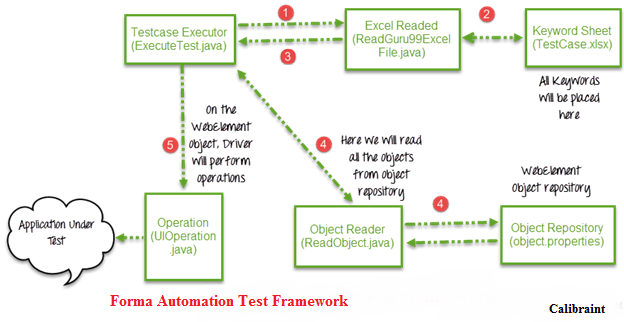 1
2
3
Testcase Executor
(ExecuteTest.java)
Excel Readed
(ReadGuru99Excel
File.java)
Keyword Sheet
(TestCase.xlsx)
All Keywords
Will be placed
here
On the
WebElement
object, Driver
Will perform
operations
5
4
Here We Will read
all the objects
from object
repository
WebElement
Object repository
4
Application Under
Test
Operation
(UIOperation
.java)
Object Reader
(ReadObject.java)
Object Repository
(object.properties)
Forma Automation Test Framework
Calibraint